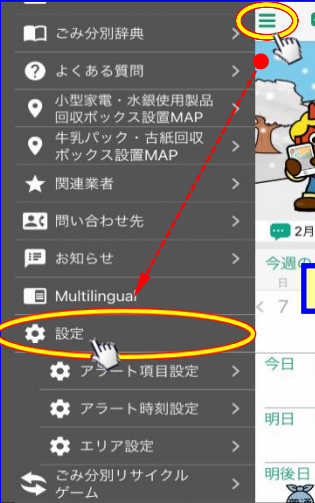 ごみ分別辞典
よくある質問
小型家電・水銀使用製品
回収ボックス設置MAP
牛乳パック・古紙回収
ボックス設置MAP
関連業者
問い合わせ先
お知らせ
Multilingual
設定
アラート項目設定
アラート時刻設定
エリア設定
ごみ分別リサイクル
ゲーム
2月
今週の
日
7
今日
明日
明後日
普通